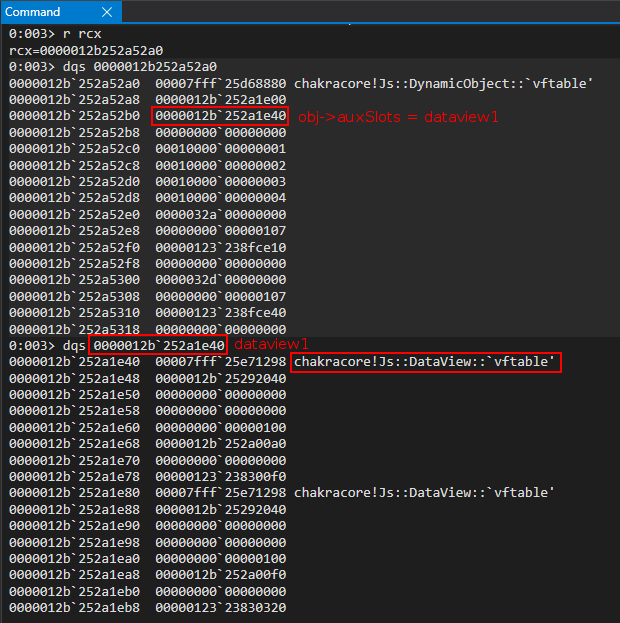 Command
0:003> r rcx
rcx=0000012b252a52a0
0:003> dqs 0000012b252a52a0
0000012b`252a52a0  00007fff`25d68880 chakracore!Js::DynamicObject::`vftable'
0000012b`252a52a8  0000012b`252a1e00
0000012b`252a52b0  0000012b`252a1e40 obj->auxSlots = dataview1
0000012b`252a52b8  00000000`00000000
0000012b`252a52c0  00010000`00000001
0000012b`252a52c8  00010000`00000002
0000012b`252a52d0  00010000`00000003
0000012b`252a52d8  00010000`00000004
0000012b`252a52e0  0000032a`00000000
0000012b`252a52e8  00000000`00000107
0000012b`252a52f0  00000123`238fce10
0000012b`252a52f8  00000000`00000000
0000012b`252a5300  0000032d`00000000
0000012b`252a5308  00000000`00000107
0000012b`252a5310  00000123`238fce40
0000012b`252a5318  00000000`00000000
0:003> dqs 0000012b`252a1e40 dataview1
0000012b`252a1e40  00007fff`25e71298 chakracore!Js::DataView::`vftable'
0000012b`252a1e48  0000012b`25292040
0000012b`252a1e50  00000000`00000000
0000012b`252a1e58  00000000`00000000
0000012b`252a1e60  00000000`00000100
0000012b`252a1e68  0000012b`252a00a0
0000012b`252a1e70  00000000`00000000
0000012b`252a1e78  00000123`238300f0
0000012b`252a1e80  00007fff`25e71298 chakracore!Js::DataView::`vftable'
0000012b`252a1e88  0000012b`25292040
0000012b`252a1e90  00000000`00000000
0000012b`252a1e98  00000000`00000000
0000012b`252a1ea0  00000000`00000100
0000012b`252a1ea8  0000012b`252a00f0
0000012b`252a1eb0  00000000`00000000
0000012b`252a1eb8  00000123`23830320